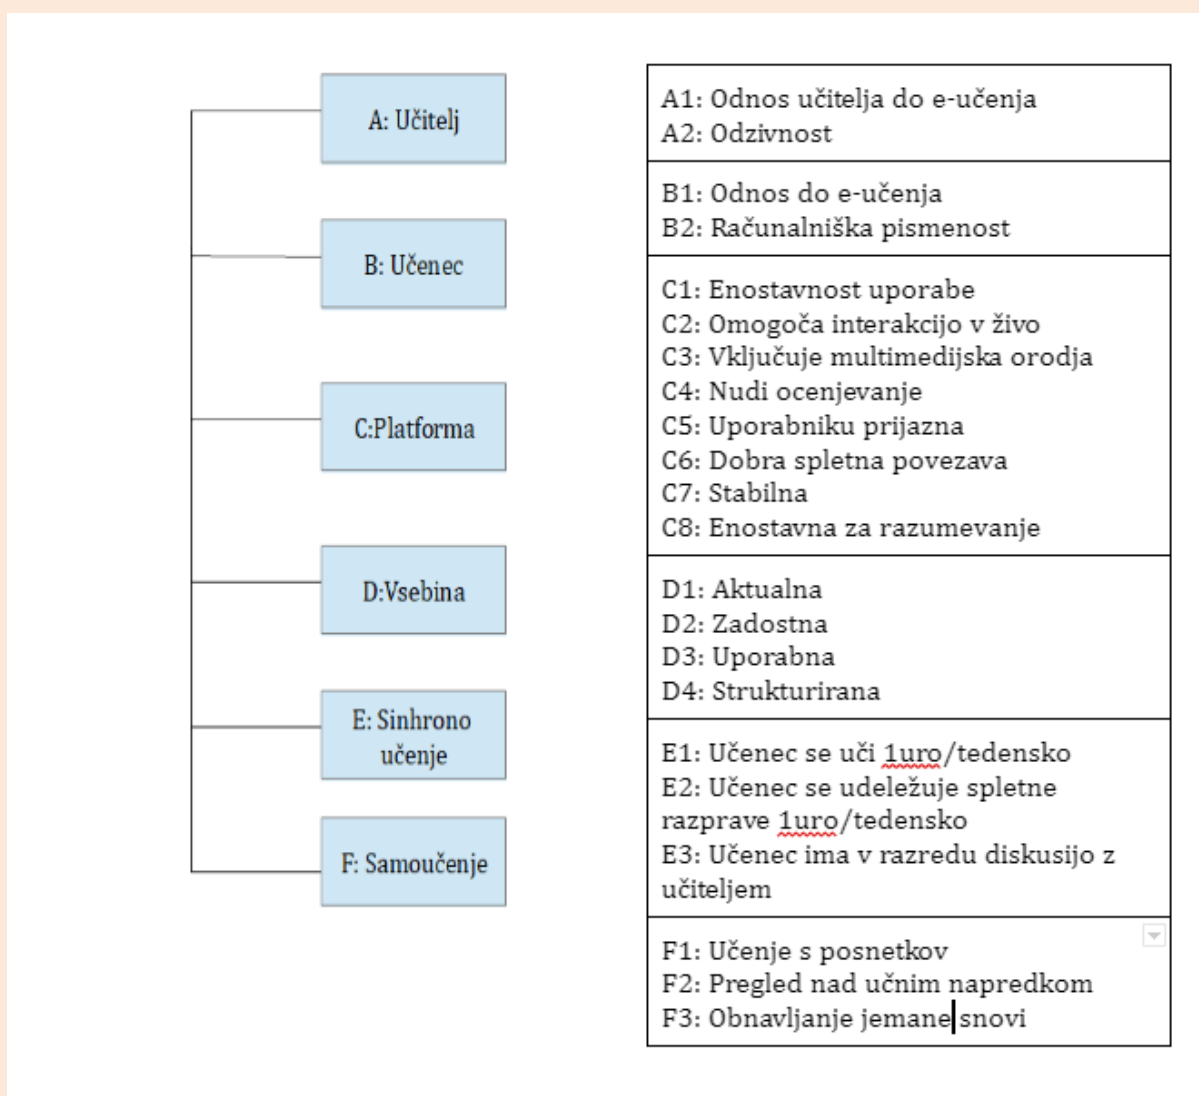 A: Učitelj
A1: Odnos učitelja do e-učenja
A2: Odzivnost
B: Učenec
B1: Odnos do e-učenja
B2: Računalniška pismenost
C:Platforma
C1: Enostavnost uporabe
C2: Omogoča interakcijo v živo
C3: Vključuje multimedijska orodja
C4: Nudi ocenjevanje
C5: Uporabniku prijazna
C6: Dobra spletna povezava
C7: Stabilna
C8: Enostavna za razumevanje
D:Vsebina
D1: Aktualna
D2: Zadostna
D3: Uporabna
D4: Strukturirana
E: Sinhrono
učenje
E1: Učenec se uči 1uro/tedensko
E2: Učenec se udeležuje spletne
razprave 1uro/tedensko
E3: Učenec ima v razredu diskusijo z
učiteljem
F: Samoučenje
F1: Učenje s posnetkov
F2: Pregled nad učnim napredkom
F3: Obnavljanje jemane snovi